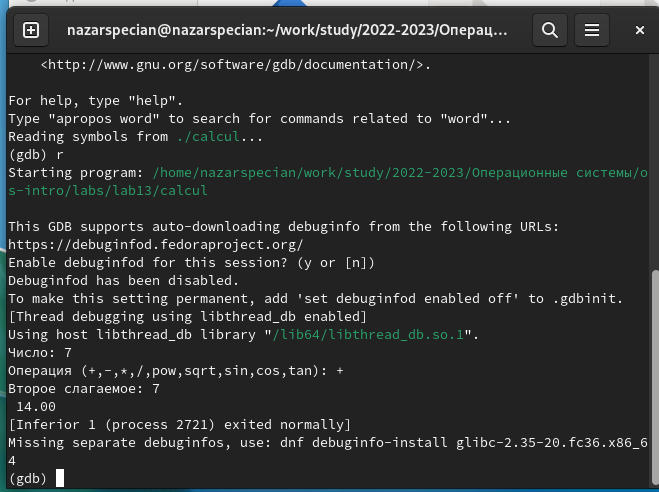 nazarspecian@nazarspecian:~/work/study/2022-2023/Операц...
<http://www.gnu.org/software/gdb/documentation/>.
For help, type "help".
Type "apropos word" to search for commands related to "word"...
Reading symbols from ./calcul...
(gdb) r
Starting program: /home/nazarspecian/work/study/2022-2023/Операционные системы/o
s-intro/labs/lab13/calcul
This GDB supports auto-downloading debuginfo from the following URLs:
https://debuginfod.fedoraproject.org/
Enable debuginfod for this session? (y or [n])
Debuginfod has been disabled.
To make this setting permanent, add 'set debuginfod enabled off' to .gdbinit.
[Thread debugging using libthread_db enabled]
Using host libthread_db library "/lib64/libthread_db.so.1".
Число: 7
Операция (+,-,*,/,pow,sqrt,sin,cos,tan): +
Второе слагаемое: 7
 14.00
[Inferior 1 (process 2721) exited normally]
Missing separate debuginfos, use: dnf debuginfo-install glibc-2.35-20.fc36.x86_6
4
(gdb)